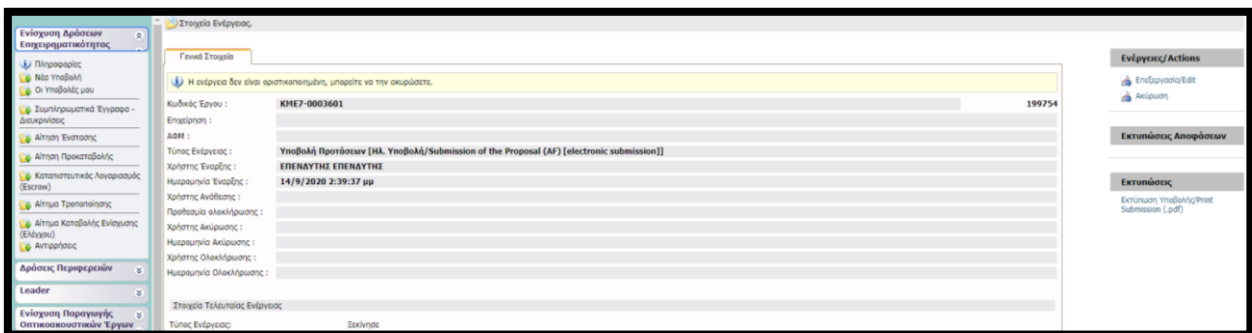 Ενίσχυση Δράσεων
Επιχειρηματικότητας
Πληροφορίες
Νέα Υποβολή
Οι Υποβολές μου
Συμπληρωματικά Έγγραφα -
Διευκρινίσεις
Αίτηση Ένστασης
Αίτηση Προκαταβολής
Καταπιστευτικός Λογαριασμός
(Escrow)
Αίτημα Τροποποίησης
Αίτημα Καταβολής Ενίσχυσης
(Ελέγχου)
Αντιρρήσεις
Δράσεις Περιφερειών
Leader
Ενίσχυση Παραγωγής
Οπτικοακουστικών Έργων
Στοιχεία Ενέργειας.
Γενικά Στοιχεία
Η ενέργεια δεν είναι οριστικοποιημένη, μπορείτε να την ακυρώσετε.
Κωδικός Έργου : ΚΜΕ7-0003601 199754
Επιχείρηση :
ΑΦΜ :
Τύπος Ενέργειας : Υποβολή Προτάσεων [Ηλ. Υποβολή/Submission of the Proposal (AF) [electronic submission]]
Χρήστης Έναρξης : ΕΠΕΝΔΥΤΗΣ ΕΠΕΝΔΥΤΗΣ
Ημερομηνία Έναρξης : 14/9/2020 2:39:37 μμ
Χρήστης Ανάθεσης :
Προθεσμία ολοκλήρωσης :
Χρήστης Ακύρωσης :
Ημερομηνία Ακύρωσης :
Χρήστης Ολοκλήρωσης :
Ημερομηνία Ολοκλήρωσης :
Στοιχεία Τελευταίας Ενέργειας
Τύπος Ενέργειας: Ξεκίνησε
Ενέργειες/Actions
Επεξεργασία/Edit
Ακύρωση
Εκτυπώσεις Αποφάσεων
Εκτυπώσεις
Εκτύπωση Υποβολής/Print
Submission (.pdf)